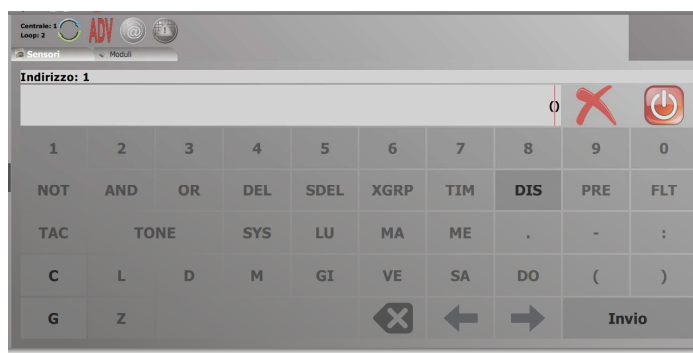 Centrale: 1
Loop: 2
ADV
@
Sensori
Moduli
Indirizzo: 1
()
1 2 3 4 5 6 7 8 9 0
NOT AND OR DEL SDEL XGRP TIM DIS PRE FLT
TAC TONE SYS LU MA ME . - :
C L D M GI VE SA DO ( )
G Z Invio